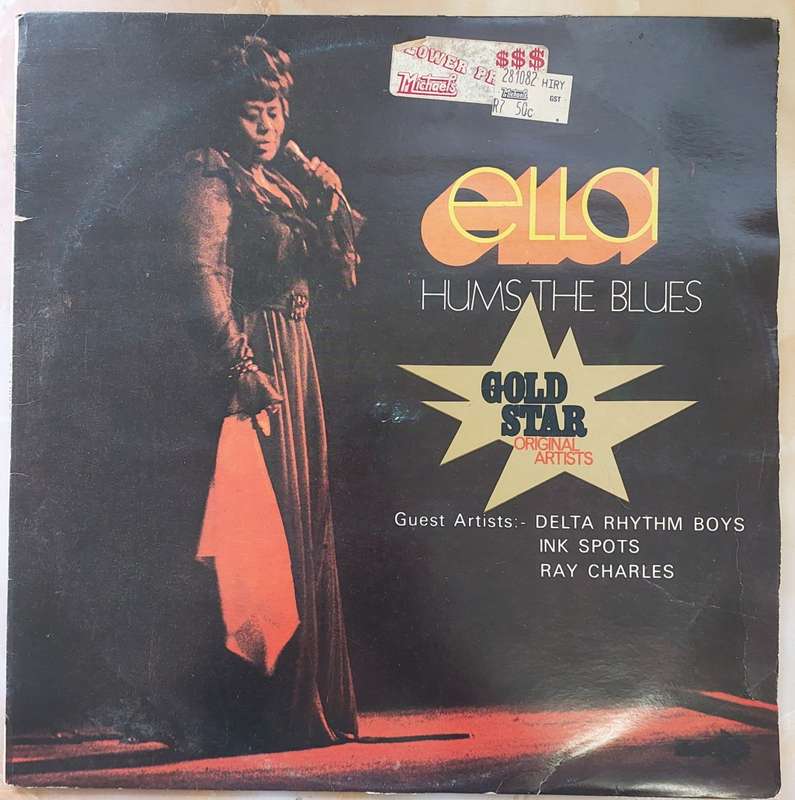 LOWER PR
$$$
Michael's
281082 HIRY
Michael's
GST
R7 50c
ella
HUMS THE BLUES
GOLD
STAR
ORIGINAL
ARTISTS
Guest Artists:- DELTA RHYTHM BOYS
INK SPOTS
RAY CHARLES